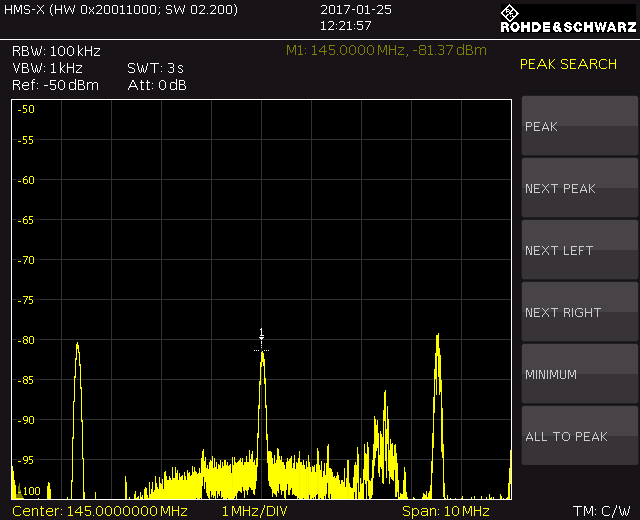 HMS-X (HW 0x20011000; SW 02.200)
2017-01-25
12:21:57
ROHDE&SCHWARZ
RBW: 100 kHz
M1: 145.0000 MHz, -81.37 dBm
VBW: 1 kHz
SWT: 3 s
Ref: -50 dBm
Att: 0 dB
PEAK SEARCH
-50
-55
-60
-65
-70
-75
-80
-85
-90
-95
-100
1
PEAK
NEXT PEAK
NEXT LEFT
NEXT RIGHT
MINIMUM
ALL TO PEAK
Center: 145.0000000 MHz
1 MHz/DIV
Span: 10 MHz
TM: C/W